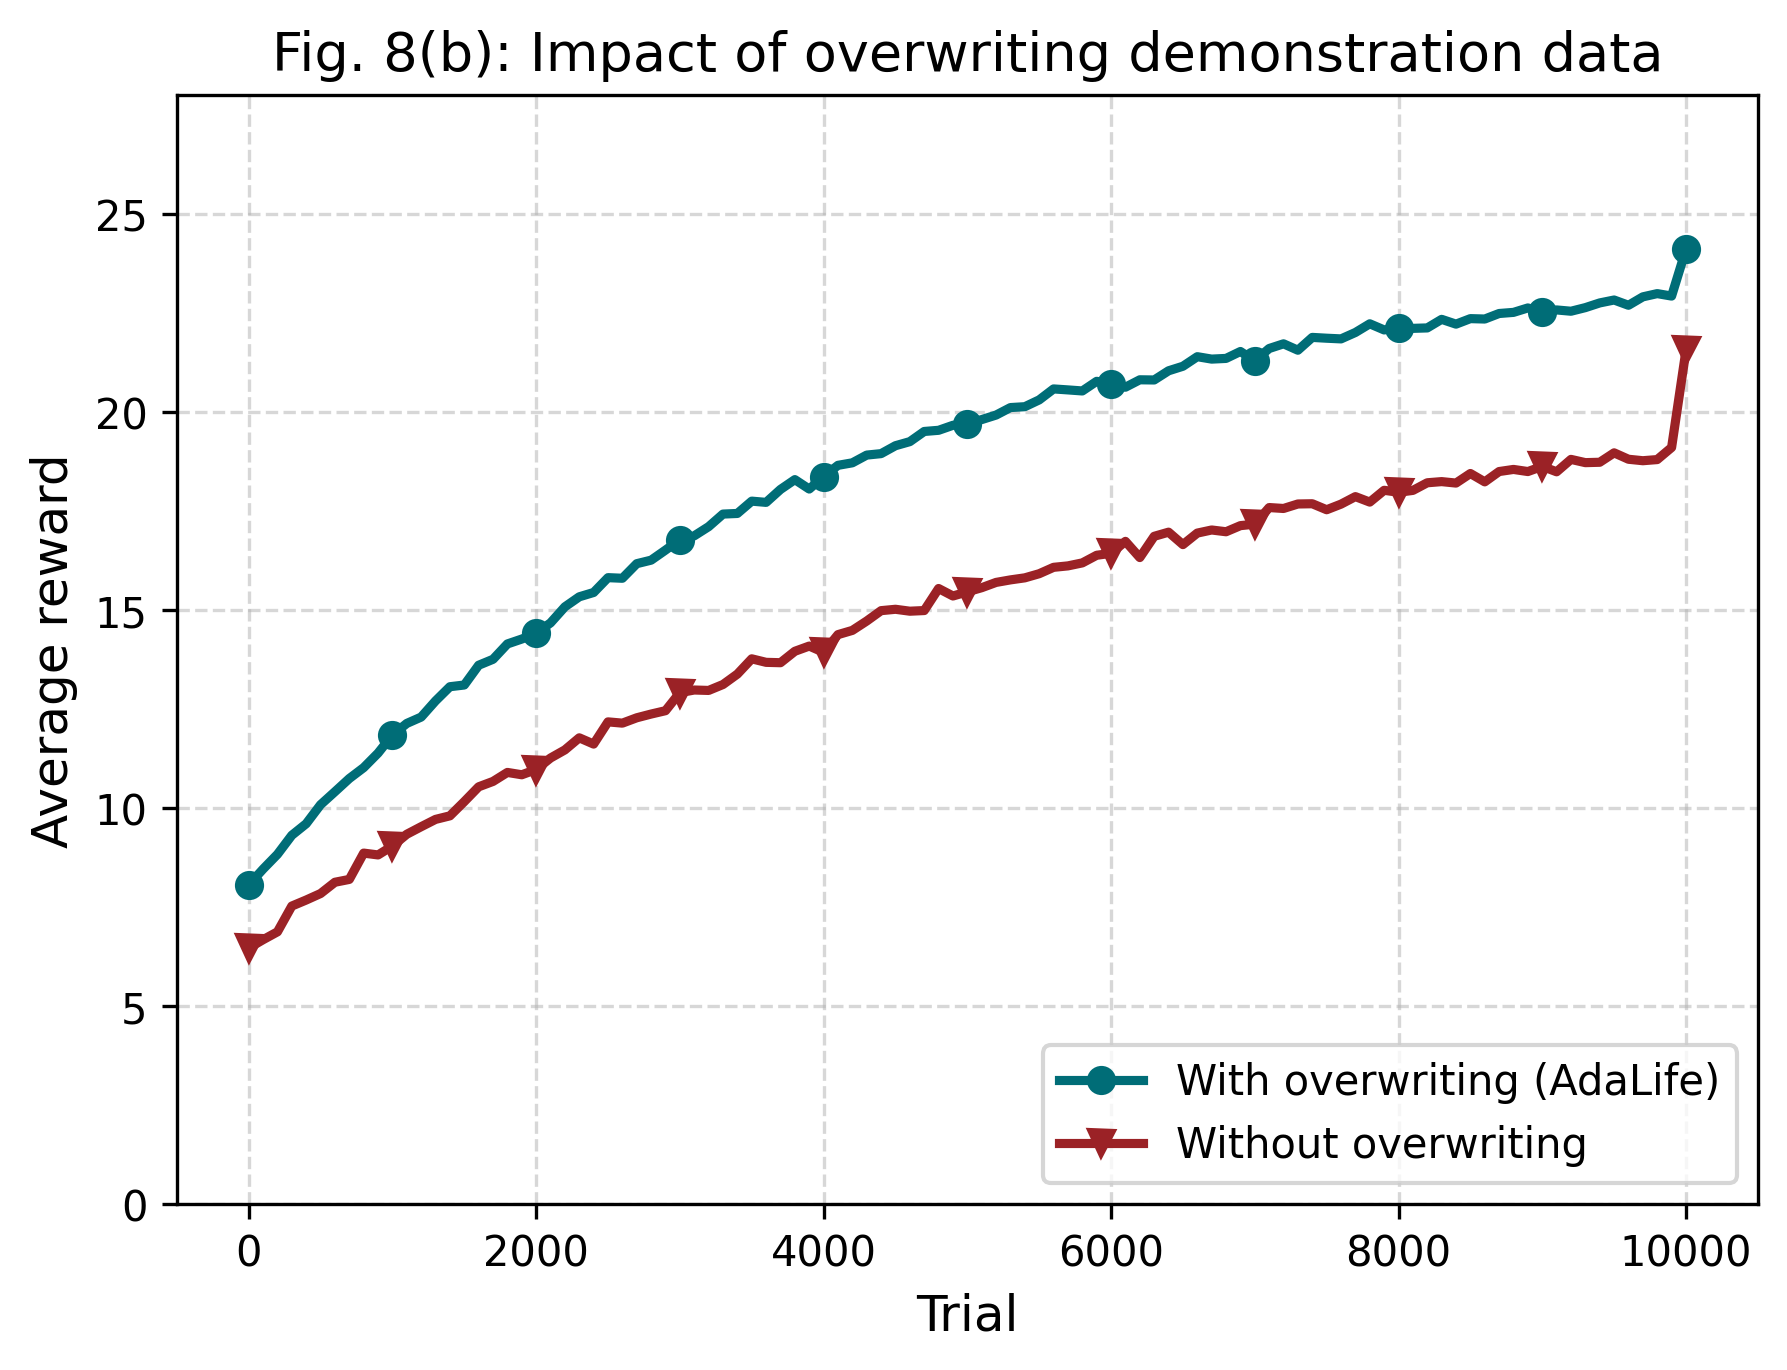 Fig. 8(b): Impact of overwriting demonstration data
Average reward
25
20
15
10
5
0
0 2000 4000 6000 8000 10000
Trial
With overwriting (AdaLife)
Without overwriting